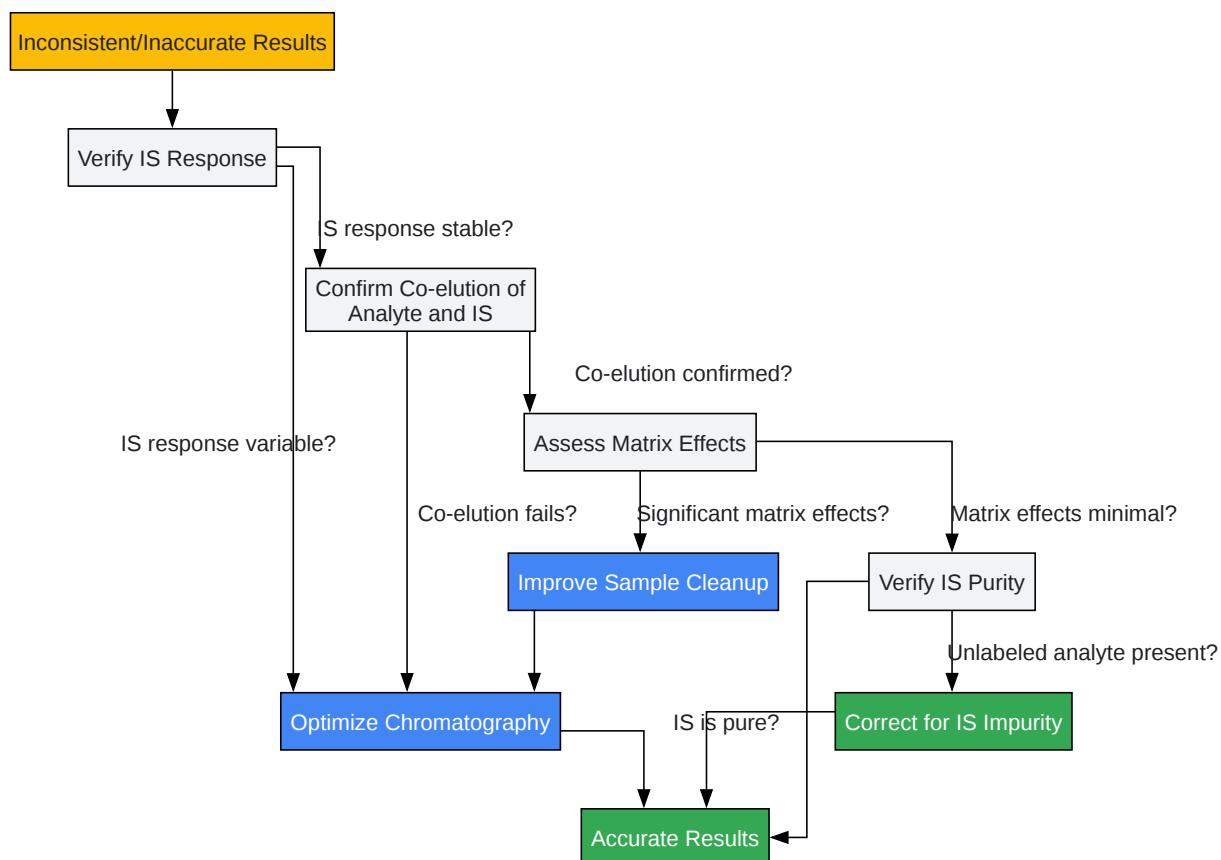 Inconsistent/Inaccurate Results
Verify IS Response
IS response stable?
Confirm Co-elution of
Analyte and IS
Co-elution confirmed?
Assess Matrix Effects
IS response variable?
Co-elution fails?
Significant matrix effects?
Matrix effects minimal?
Improve Sample Cleanup
Verify IS Purity
Unlabeled analyte present?
Optimize Chromatography
IS is pure?
Correct for IS Impurity
Accurate Results